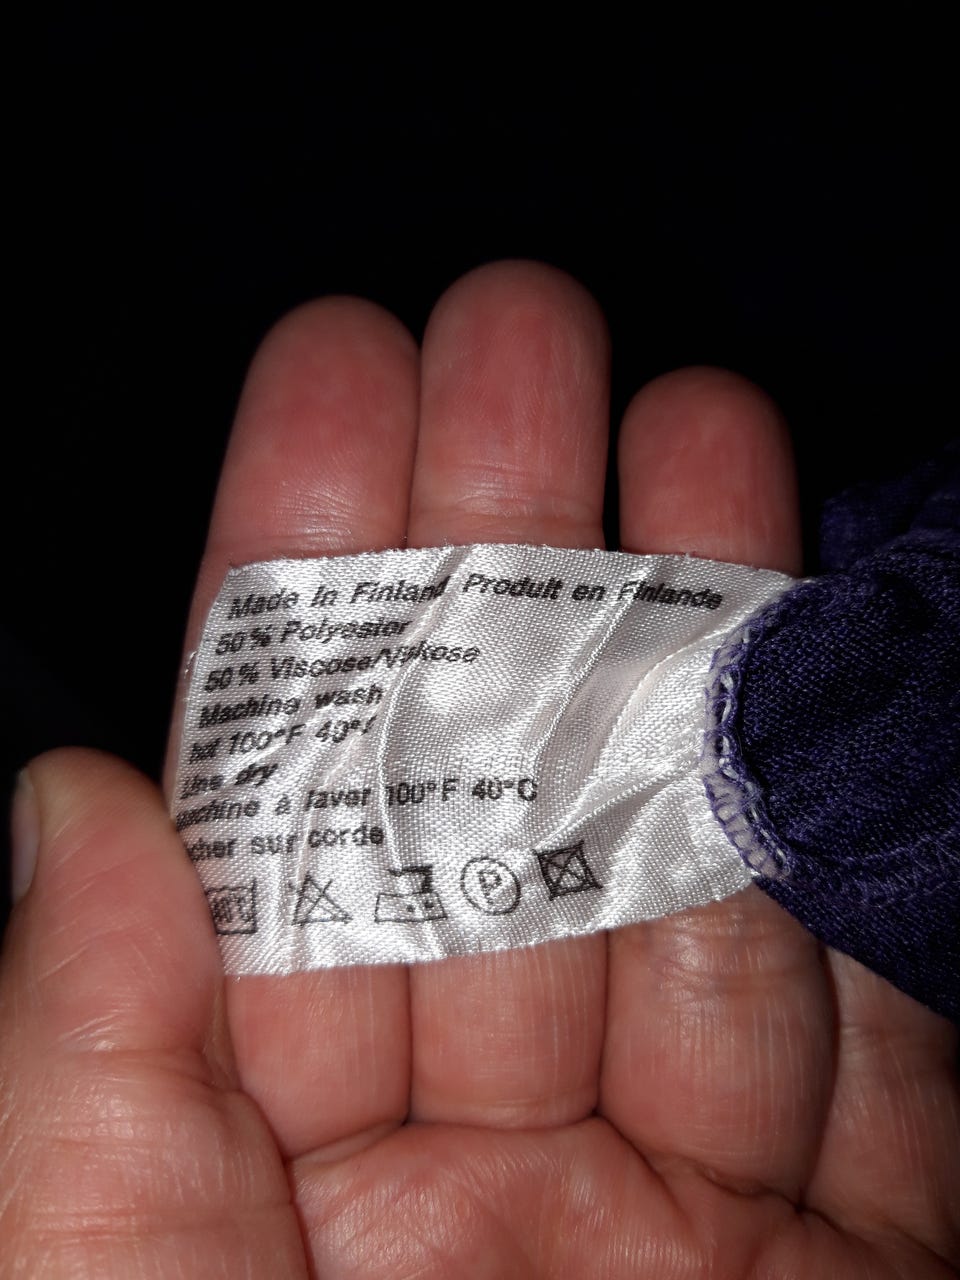 Made In Finland Produit en Finlande
50% Polyester
50% Viscose/Viskose
Machine wash
100°F 40°
Line dry
machine à laver 100°F 40°C
sur corde
P